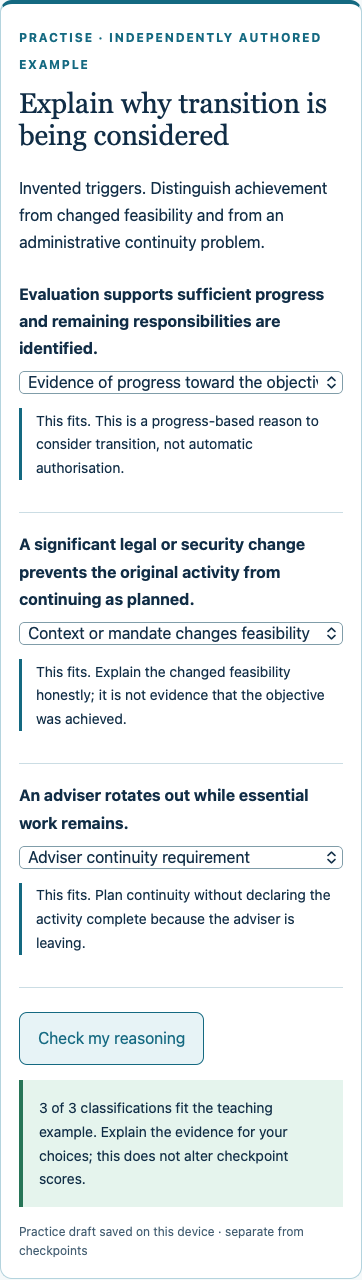 PRACTISE · INDEPENDENTLY AUTHORED
EXAMPLE
Explain why transition is
being considered
Invented triggers. Distinguish achievement
from changed feasibility and from an
administrative continuity problem.
Evaluation supports sufficient progress
and remaining responsibilities are
identified.
Evidence of progress toward the objecti
This fits. This is a progress-based reason to
consider transition, not automatic
authorisation.
A significant legal or security change
prevents the original activity from
continuing as planned.
Context or mandate changes feasibility
This fits. Explain the changed feasibility
honestly; it is not evidence that the objective
was achieved.
An adviser rotates out while essential
work remains.
Adviser continuity requirement
This fits. Plan continuity without declaring the
activity complete because the adviser is
leaving.
Check my reasoning
3 of 3 classifications fit the teaching
example. Explain the evidence for your
choices; this does not alter checkpoint
scores.
Practice draft saved on this device · separate from
checkpoints